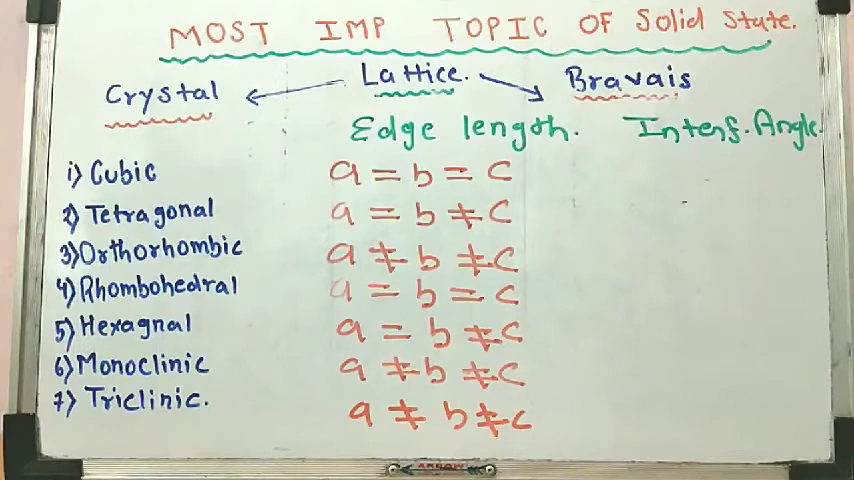 MOST IMP TOPIC OF Solid State.
Crystal Lattice. Bravais
Edge length. Interf. Angle.
1) Cubic a = b = c
2) Tetragonal a = b ≠ c
3) Orthorhombic a ≠ b ≠ c
4) Rhombohedral a = b = c
5) Hexagnal a = b ≠ c
6) Monoclinic a ≠ b ≠ c
7) Triclinic. a ≠ b ≠ c
ARROW